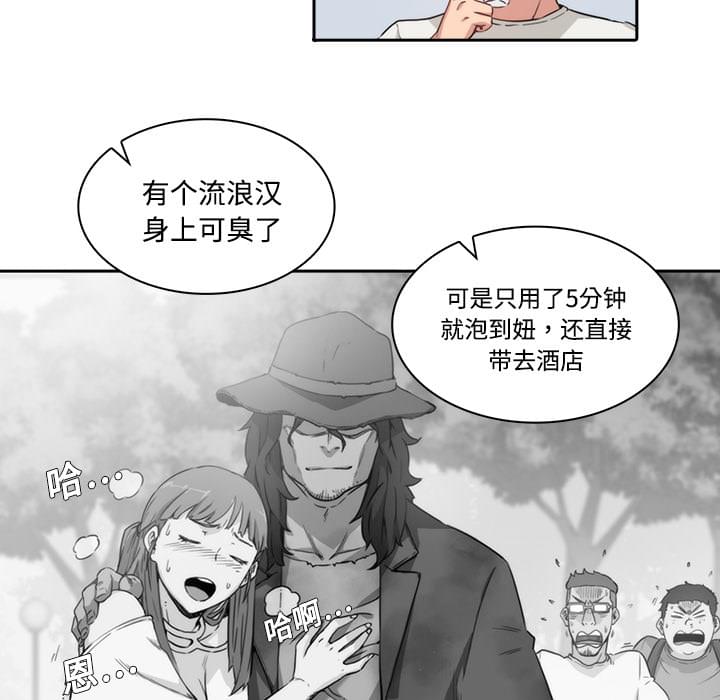 有个流浪汉
身上可臭了
可是只用了5分钟
就泡到妞，还直接
带去酒店
哈...
哈啊...
恩...